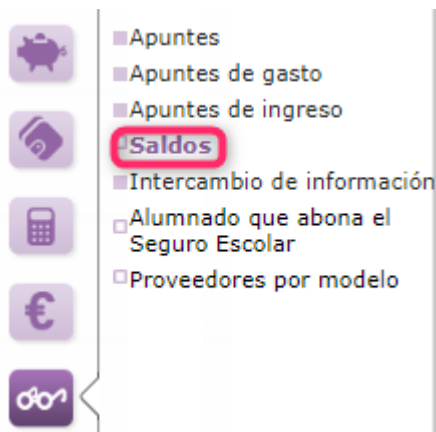 Apuntes
Apuntes de gasto
Apuntes de ingreso
Saldos
Intercambio de información
Alumnado que abona el
Seguro Escolar
Proveedores por modelo
€